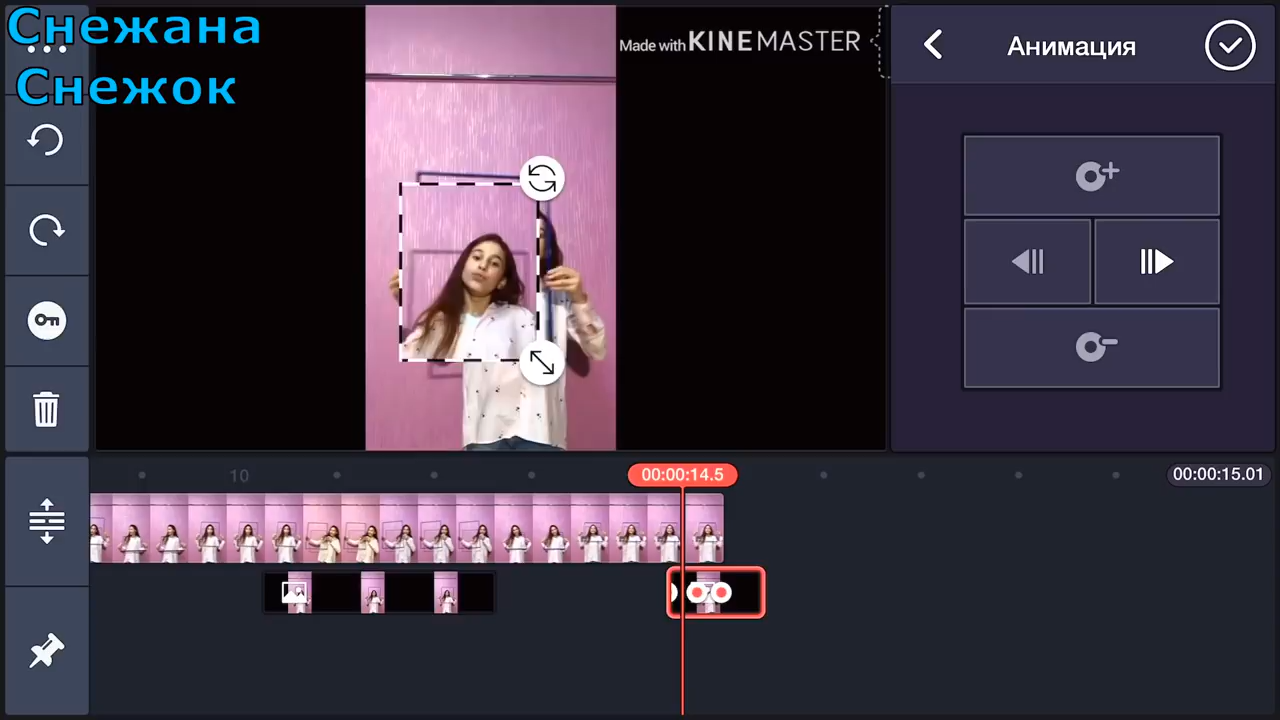 Снежана
Снежок
Made with KINEMASTER
Анимация
10
00:00:14.5
00:00:15.01